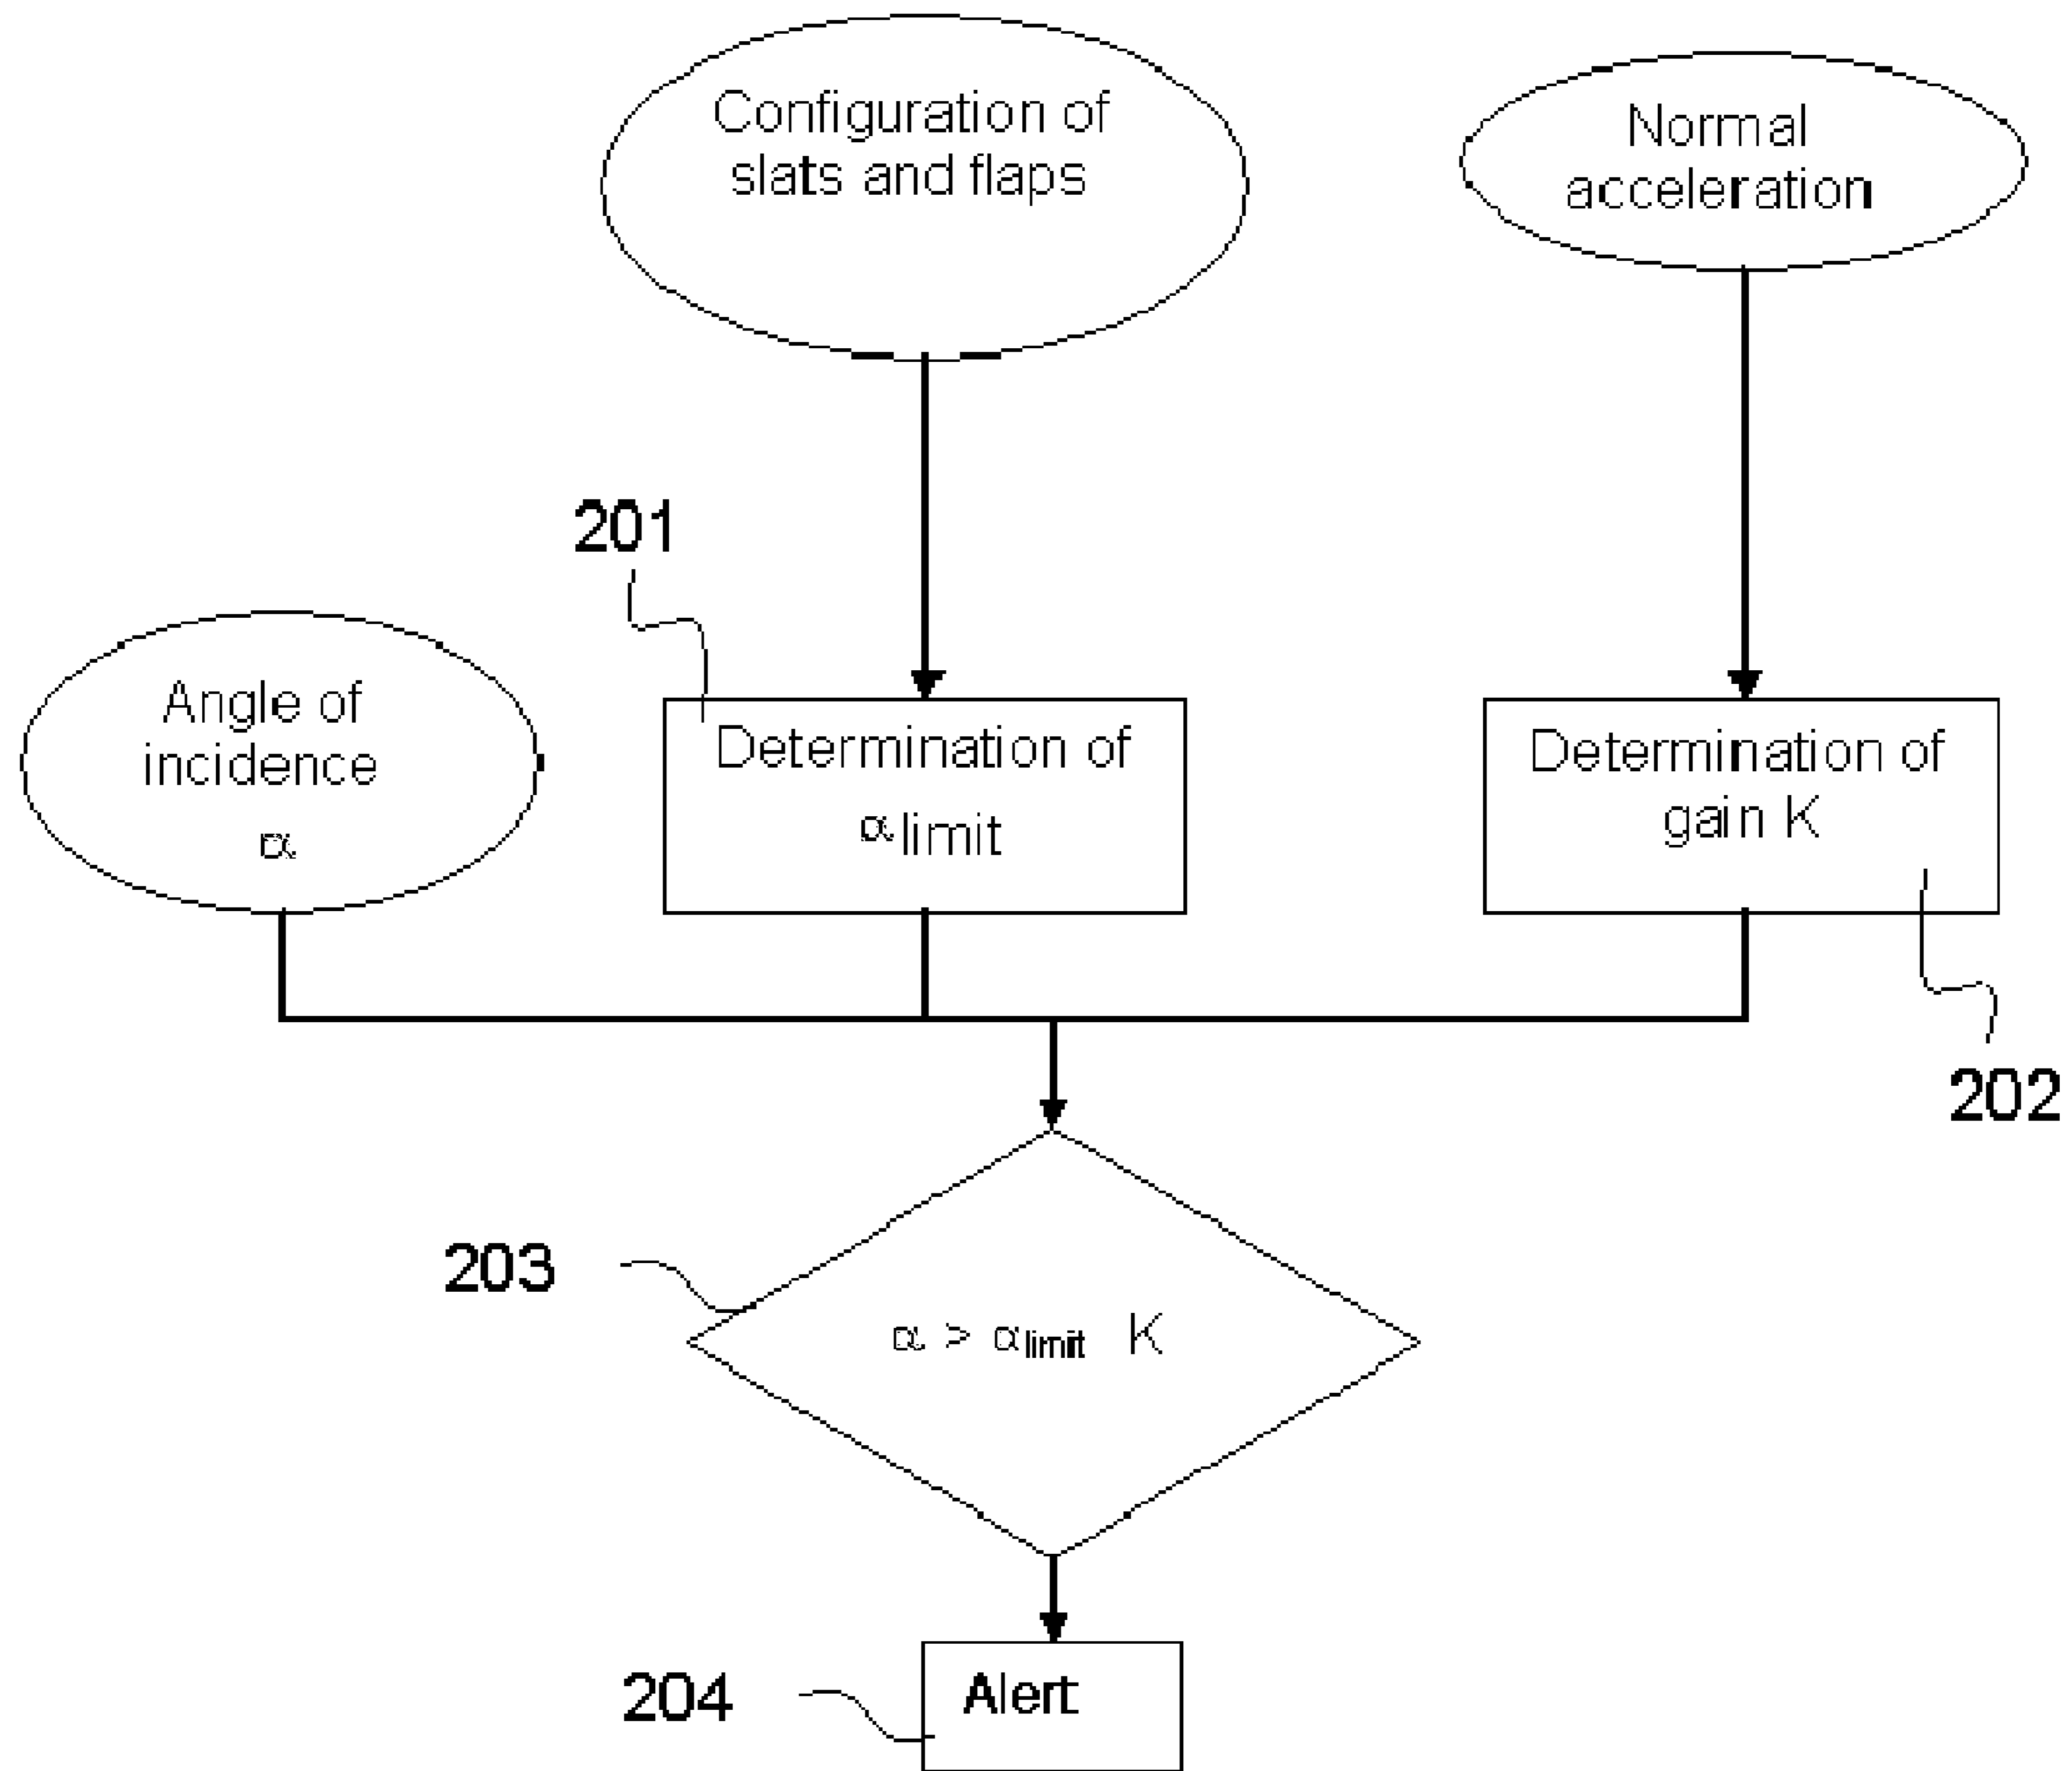 Configuration of
slats and flaps
Normal
acceleration
201
Angle of
incidence
α
Determination of
αlimit
Determination of
gain K
202
203
α > αlimit K
204
Alert